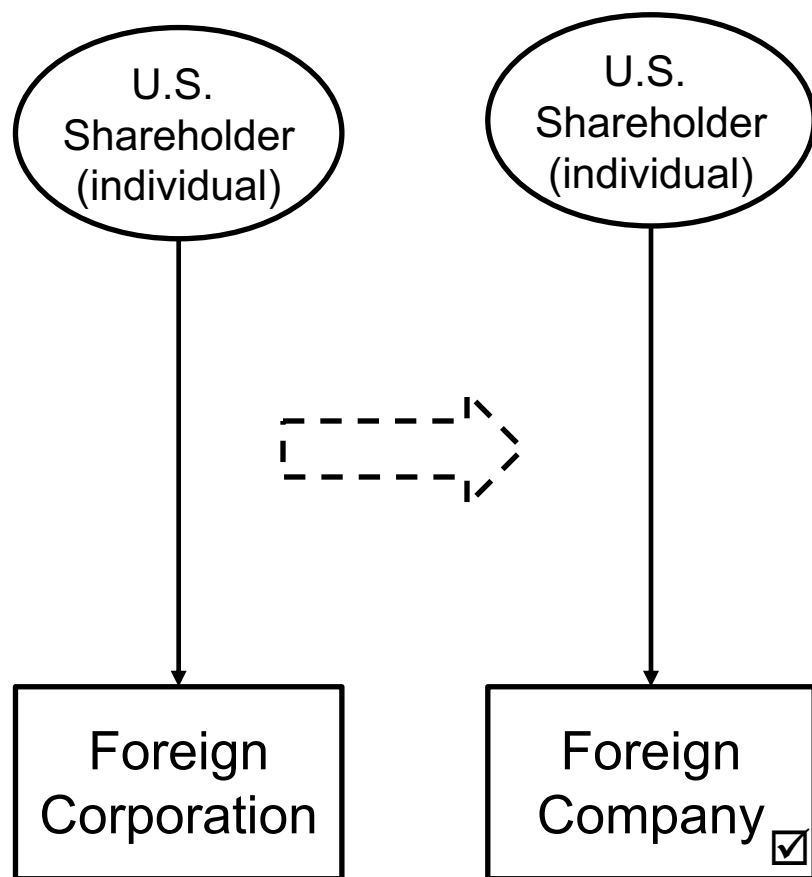 U.S.
Shareholder
(individual)
U.S.
Shareholder
(individual)
Foreign
Corporation
Foreign
Company